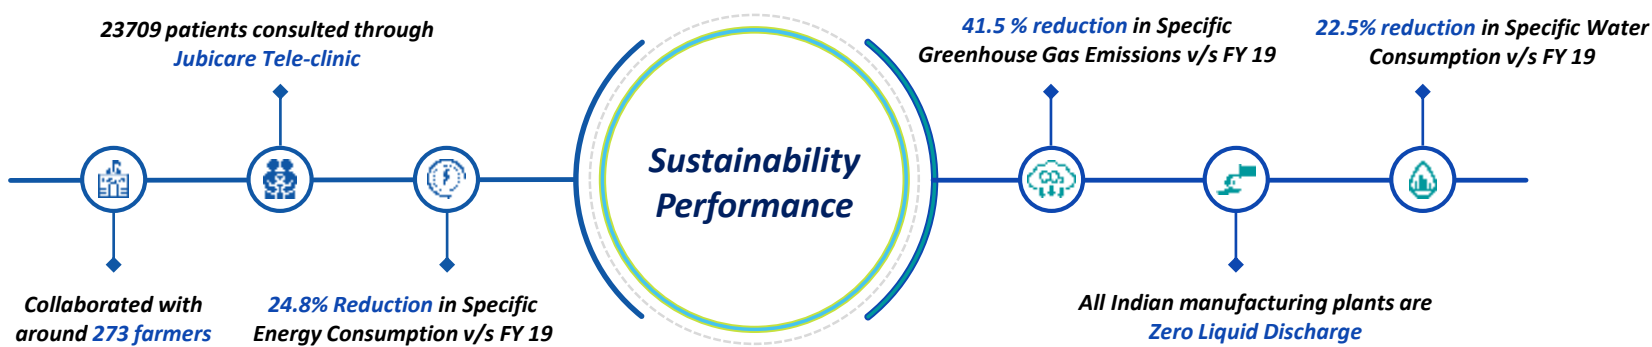 23709 patients consulted through
Jubicare Tele-clinic
Collaborated with
around 273 farmers
24.8% Reduction in Specific
Energy Consumption v/s FY 19
Sustainability
Performance
41.5 % reduction in Specific
Greenhouse Gas Emissions v/s FY 19
22.5% reduction in Specific Water
Consumption v/s FY 19
CO₂
All Indian manufacturing plants are
Zero Liquid Discharge